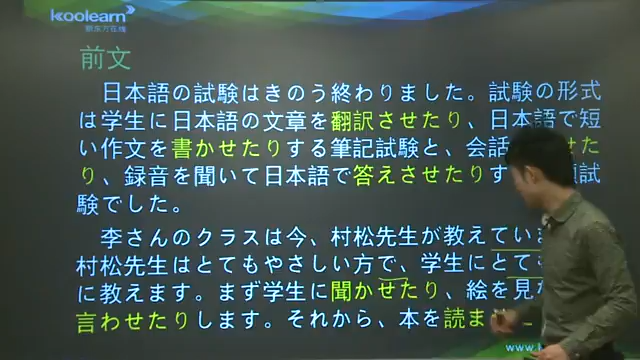 koolearn
新东方在线
前文
日本語の試験はきのう終わりました。試験の形式
は学生に日本語の文章を翻訳させたり、日本語で短
い作文を書かせたりする筆記試験と、会話 せた
り、録音を聞いて日本語で答えさせたりす 試
験でした。
李さんのクラスは今、村松先生が教えてい
村松先生はとてもやさしい方で、学生にとて
に教えます。まず学生に聞かせたり、絵を見
言わせたりします。それから、本を読ま
www.